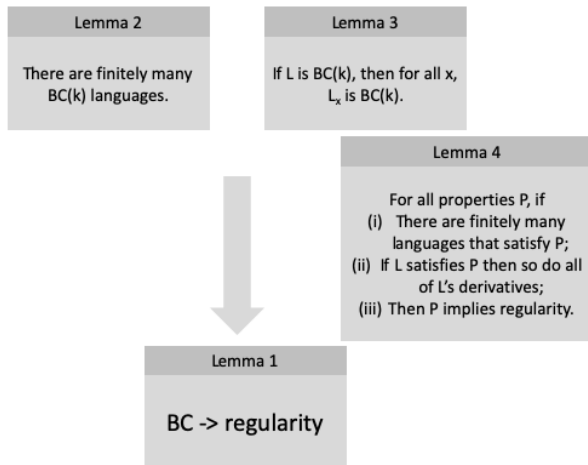 Lemma 2
There are finitely many
BC(k) languages.
Lemma 3
If L is BC(k), then for all x,
Lₓ is BC(k).
Lemma 4
For all properties P, if
(i) There are finitely many
languages that satisfy P;
(ii) If L satisfies P then so do all
of L's derivatives;
(iii) Then P implies regularity.
Lemma 1
BC -> regularity